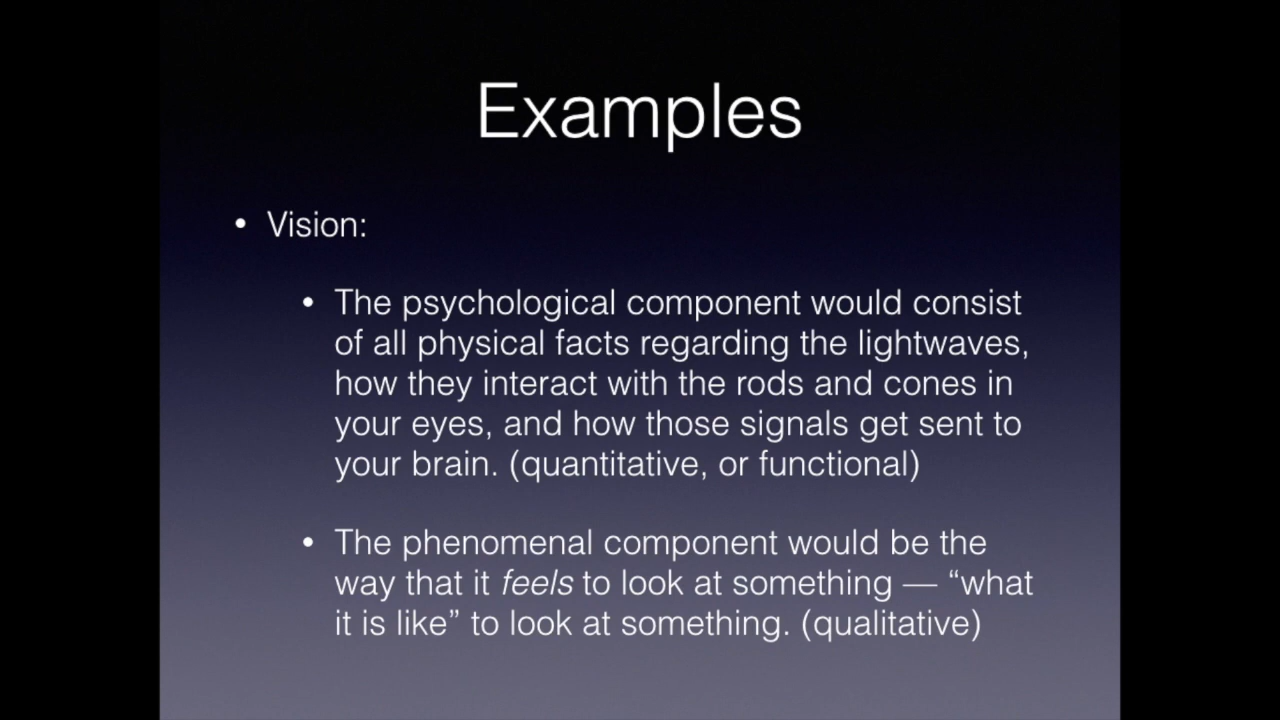 Examples
• Vision:
• The psychological component would consist
of all physical facts regarding the lightwaves,
how they interact with the rods and cones in
your eyes, and how those signals get sent to
your brain. (quantitative, or functional)
• The phenomenal component would be the
way that it feels to look at something — “what
it is like” to look at something. (qualitative)